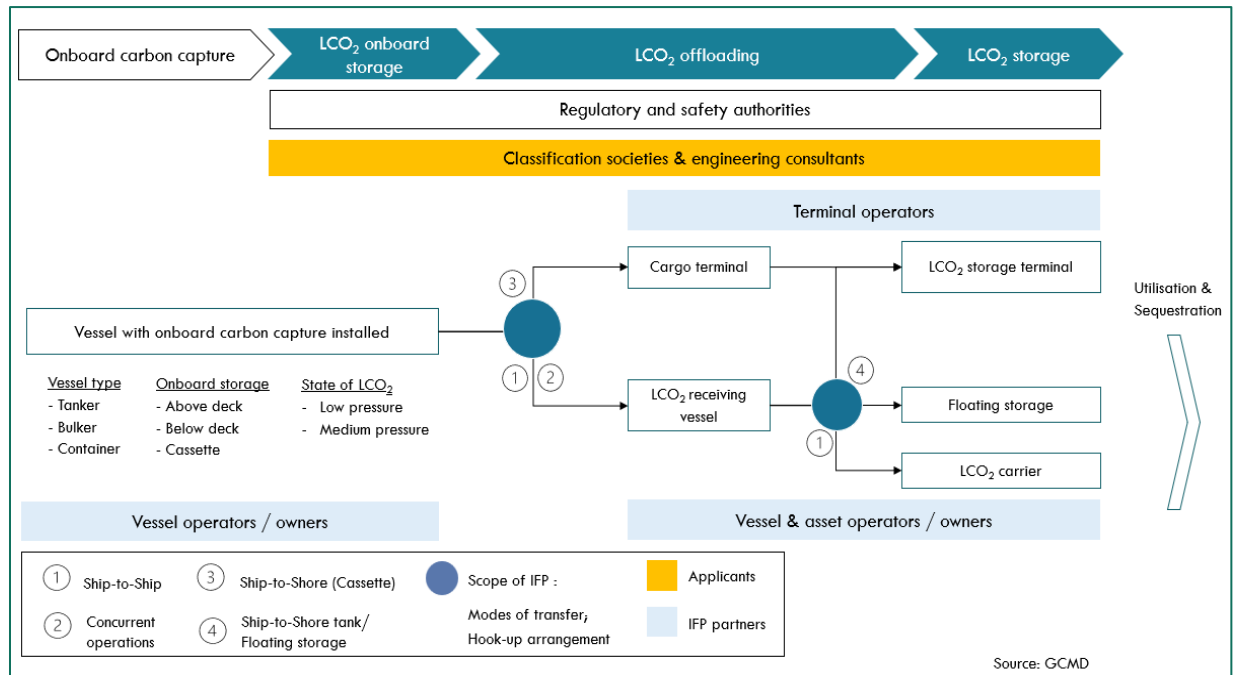 Onboard carbon capture
LCO₂ onboard
storage
LCO₂ offloading
LCO₂ storage
Regulatory and safety authorities
Classification societies & engineering consultants
Terminal operators
3
Cargo terminal
LCO₂ storage terminal
Utilisation &
Sequestration
Vessel with onboard carbon capture installed
1
2
LCO₂ receiving
vessel
4
Floating storage
1
LCO₂ carrier
Vessel type
- Tanker
- Bulker
- Container
Onboard storage
- Above deck
- Below deck
- Cassette
State of LCO₂
- Low pressure
- Medium pressure
Vessel operators / owners
Vessel & asset operators / owners
1 Ship-to-Ship
2 Concurrent
operations
3 Ship-to-Shore (Cassette)
4 Ship-to-Shore tank/
Floating storage
Scope of IFP :
Modes of transfer;
Hook-up arrangement
Applicants
IFP partners
Source: GCMD